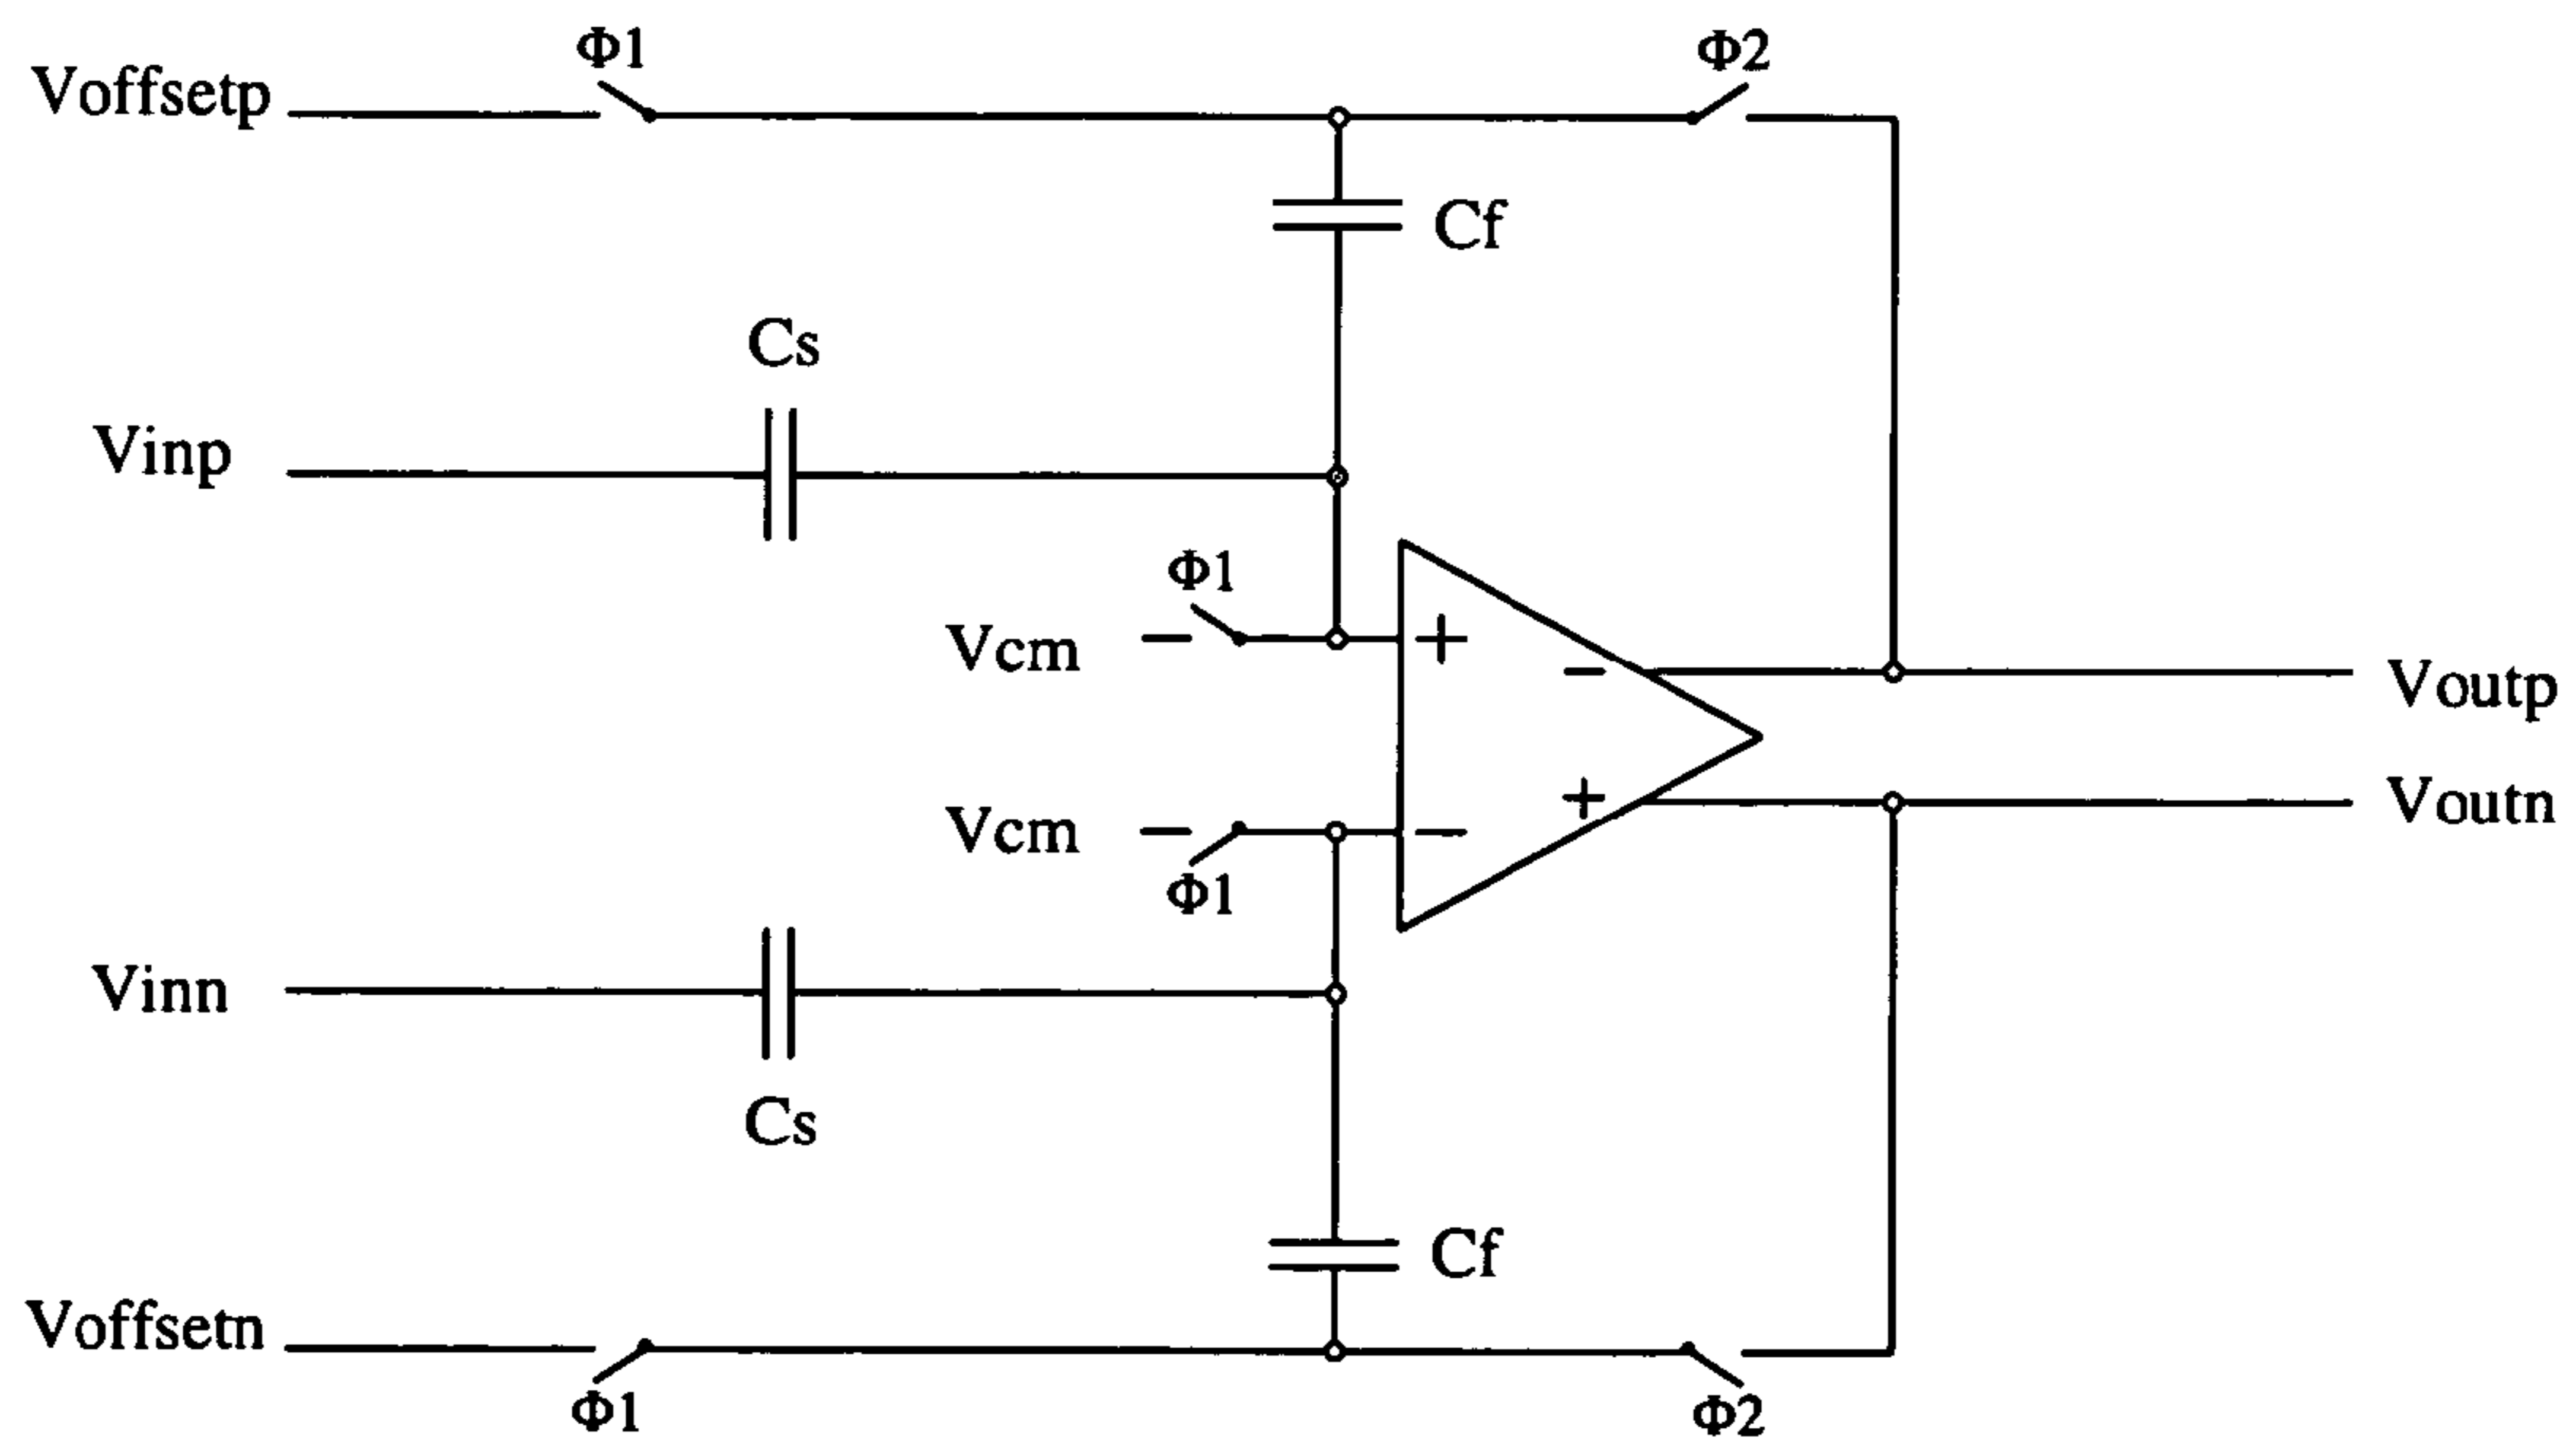 Φ1
Φ2
Voffsetp
Cf
Cs
Vinp
Φ1
+
Vcm
−
Voutp
Vcm
+
Voutn
−
Φ1
Vinn
Cs
Cf
Voffsetn
Φ1
Φ2